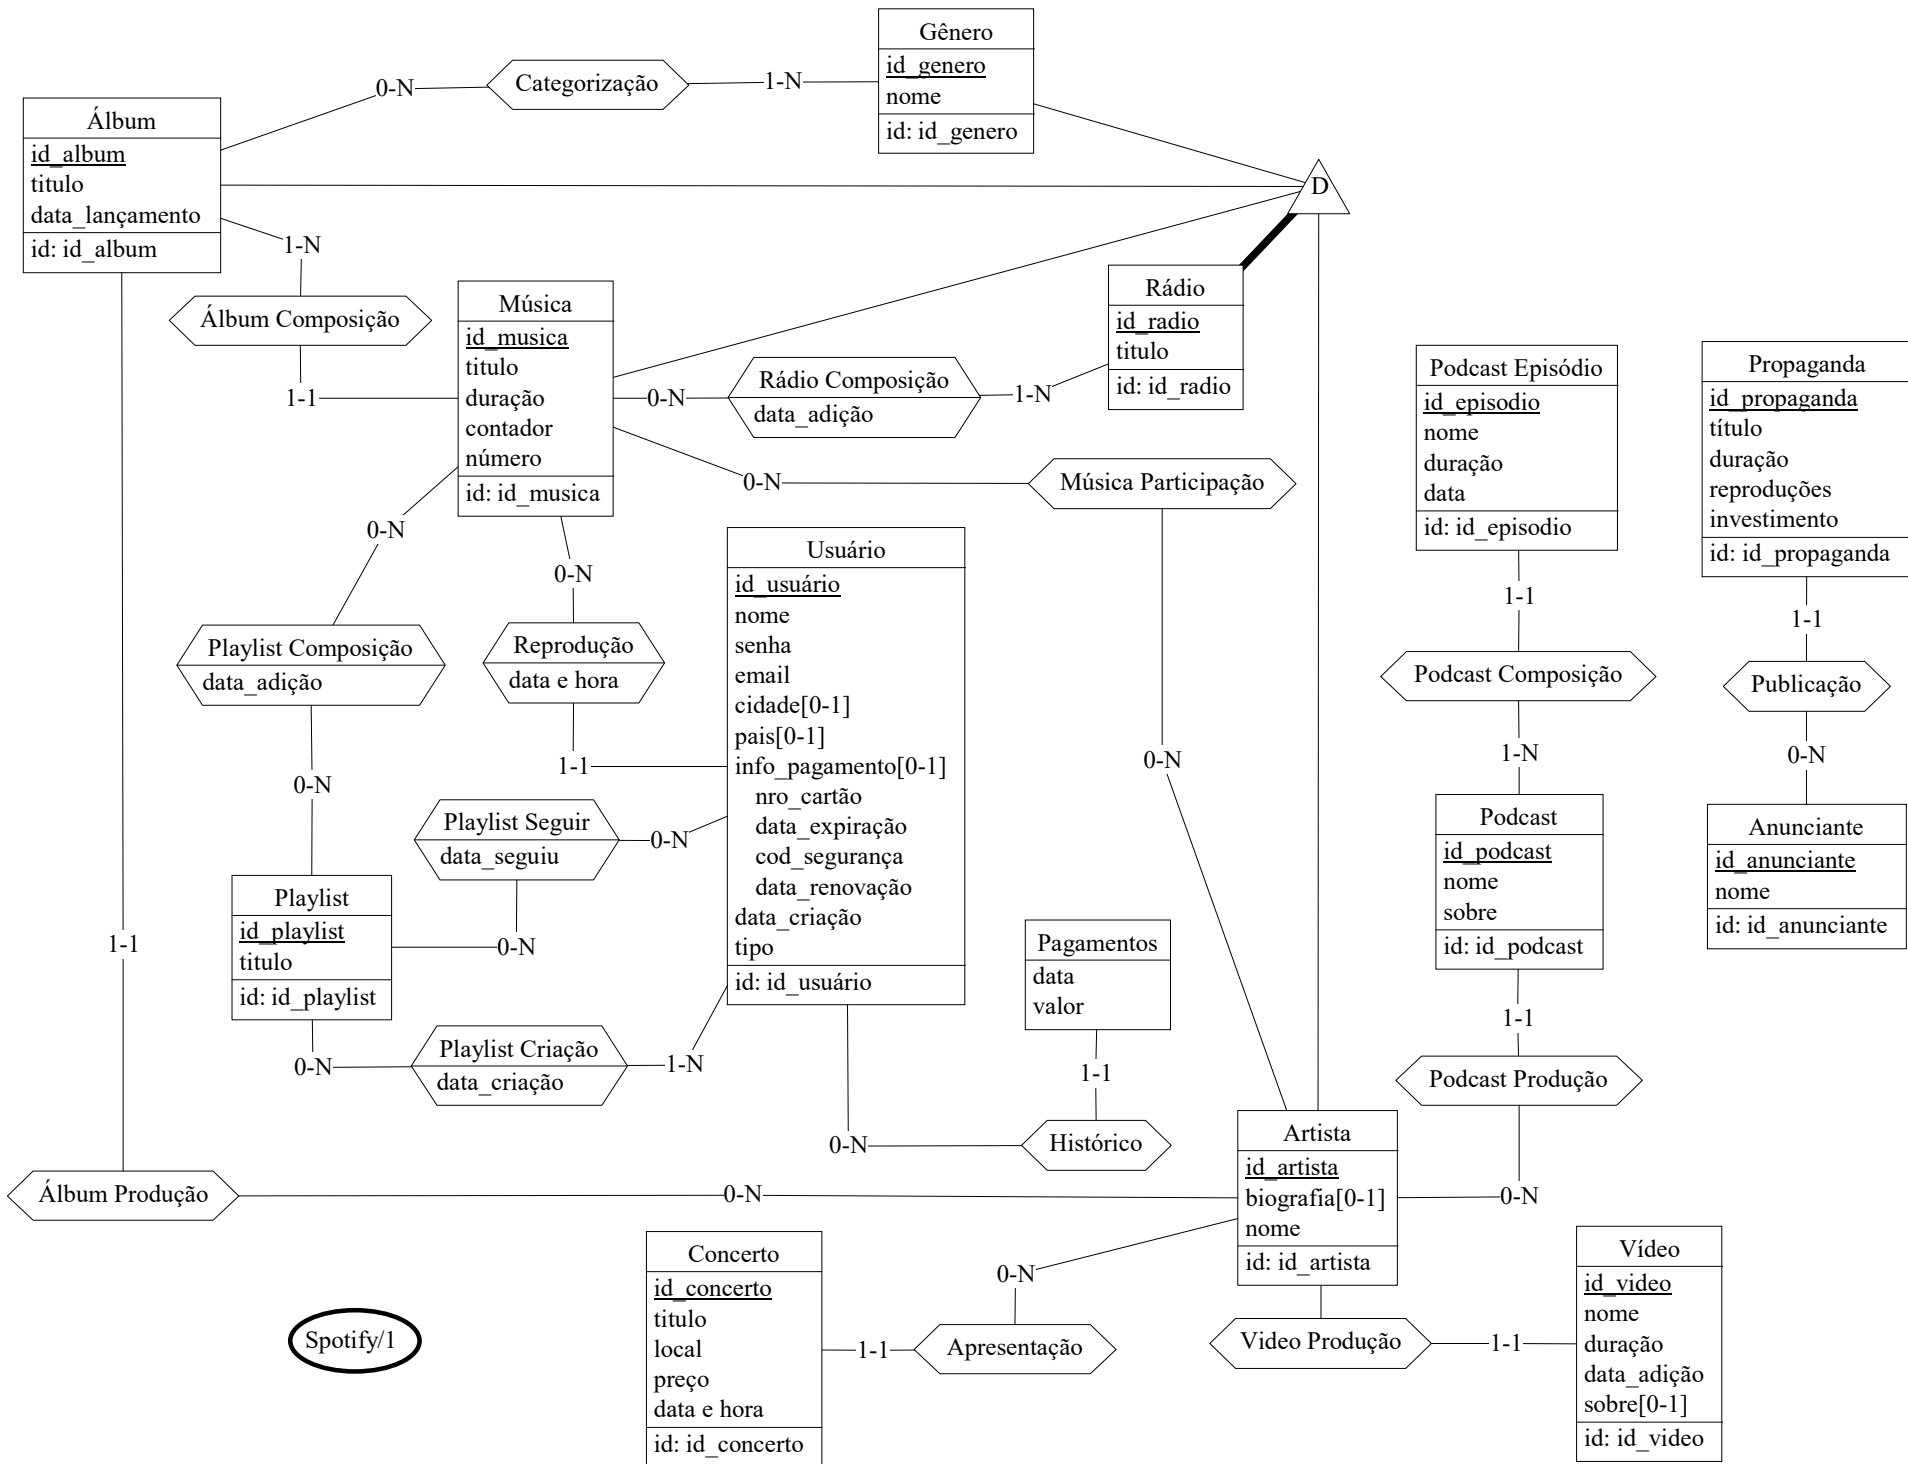 Gênero
id_genero
nome
id: id_genero
0-N
Categorização
1-N
Álbum
id_album
titulo
data_lançamento
id: id_album
D
1-N
Álbum Composição
1-1
Música
id_musica
titulo
duração
contador
número
id: id_musica
0-N
Rádio Composição
data_adição
1-N
Rádio
id_radio
titulo
id: id_radio
0-N
Música Participação
0-N
Podcast Episódio
id_episodio
nome
duração
data
id: id_episodio
1-1
Podcast Composição
1-N
Propaganda
id_propaganda
título
duração
reproduções
investimento
id: id_propaganda
1-1
Publicação
0-N
Anunciante
id_anunciante
nome
id: id_anunciante
0-N
Playlist Composição
data_adição
0-N
0-N
Reprodução
data e hora
1-1
Usuário
id_usuário
nome
senha
email
cidade[0-1]
pais[0-1]
info_pagamento[0-1]
nro_cartão
data_expiração
cod_segurança
data_renovação
data_criação
tipo
id: id_usuário
Playlist Seguir
data_seguiu
0-N
0-N
Playlist
id_playlist
titulo
id: id_playlist
0-N
Playlist Criação
data_criação
1-N
Pagamentos
data
valor
1-1
0-N
Histórico
Podcast
id_podcast
nome
sobre
id: id_podcast
1-1
Podcast Produção
0-N
1-1
Álbum Produção
0-N
Artista
id_artista
biografia[0-1]
nome
id: id_artista
Concerto
id_concerto
titulo
local
preço
data e hora
id: id_concerto
1-1
Apresentação
0-N
Video Produção
1-1
Vídeo
id_video
nome
duração
data_adição
sobre[0-1]
id: id_video
Spotify/1